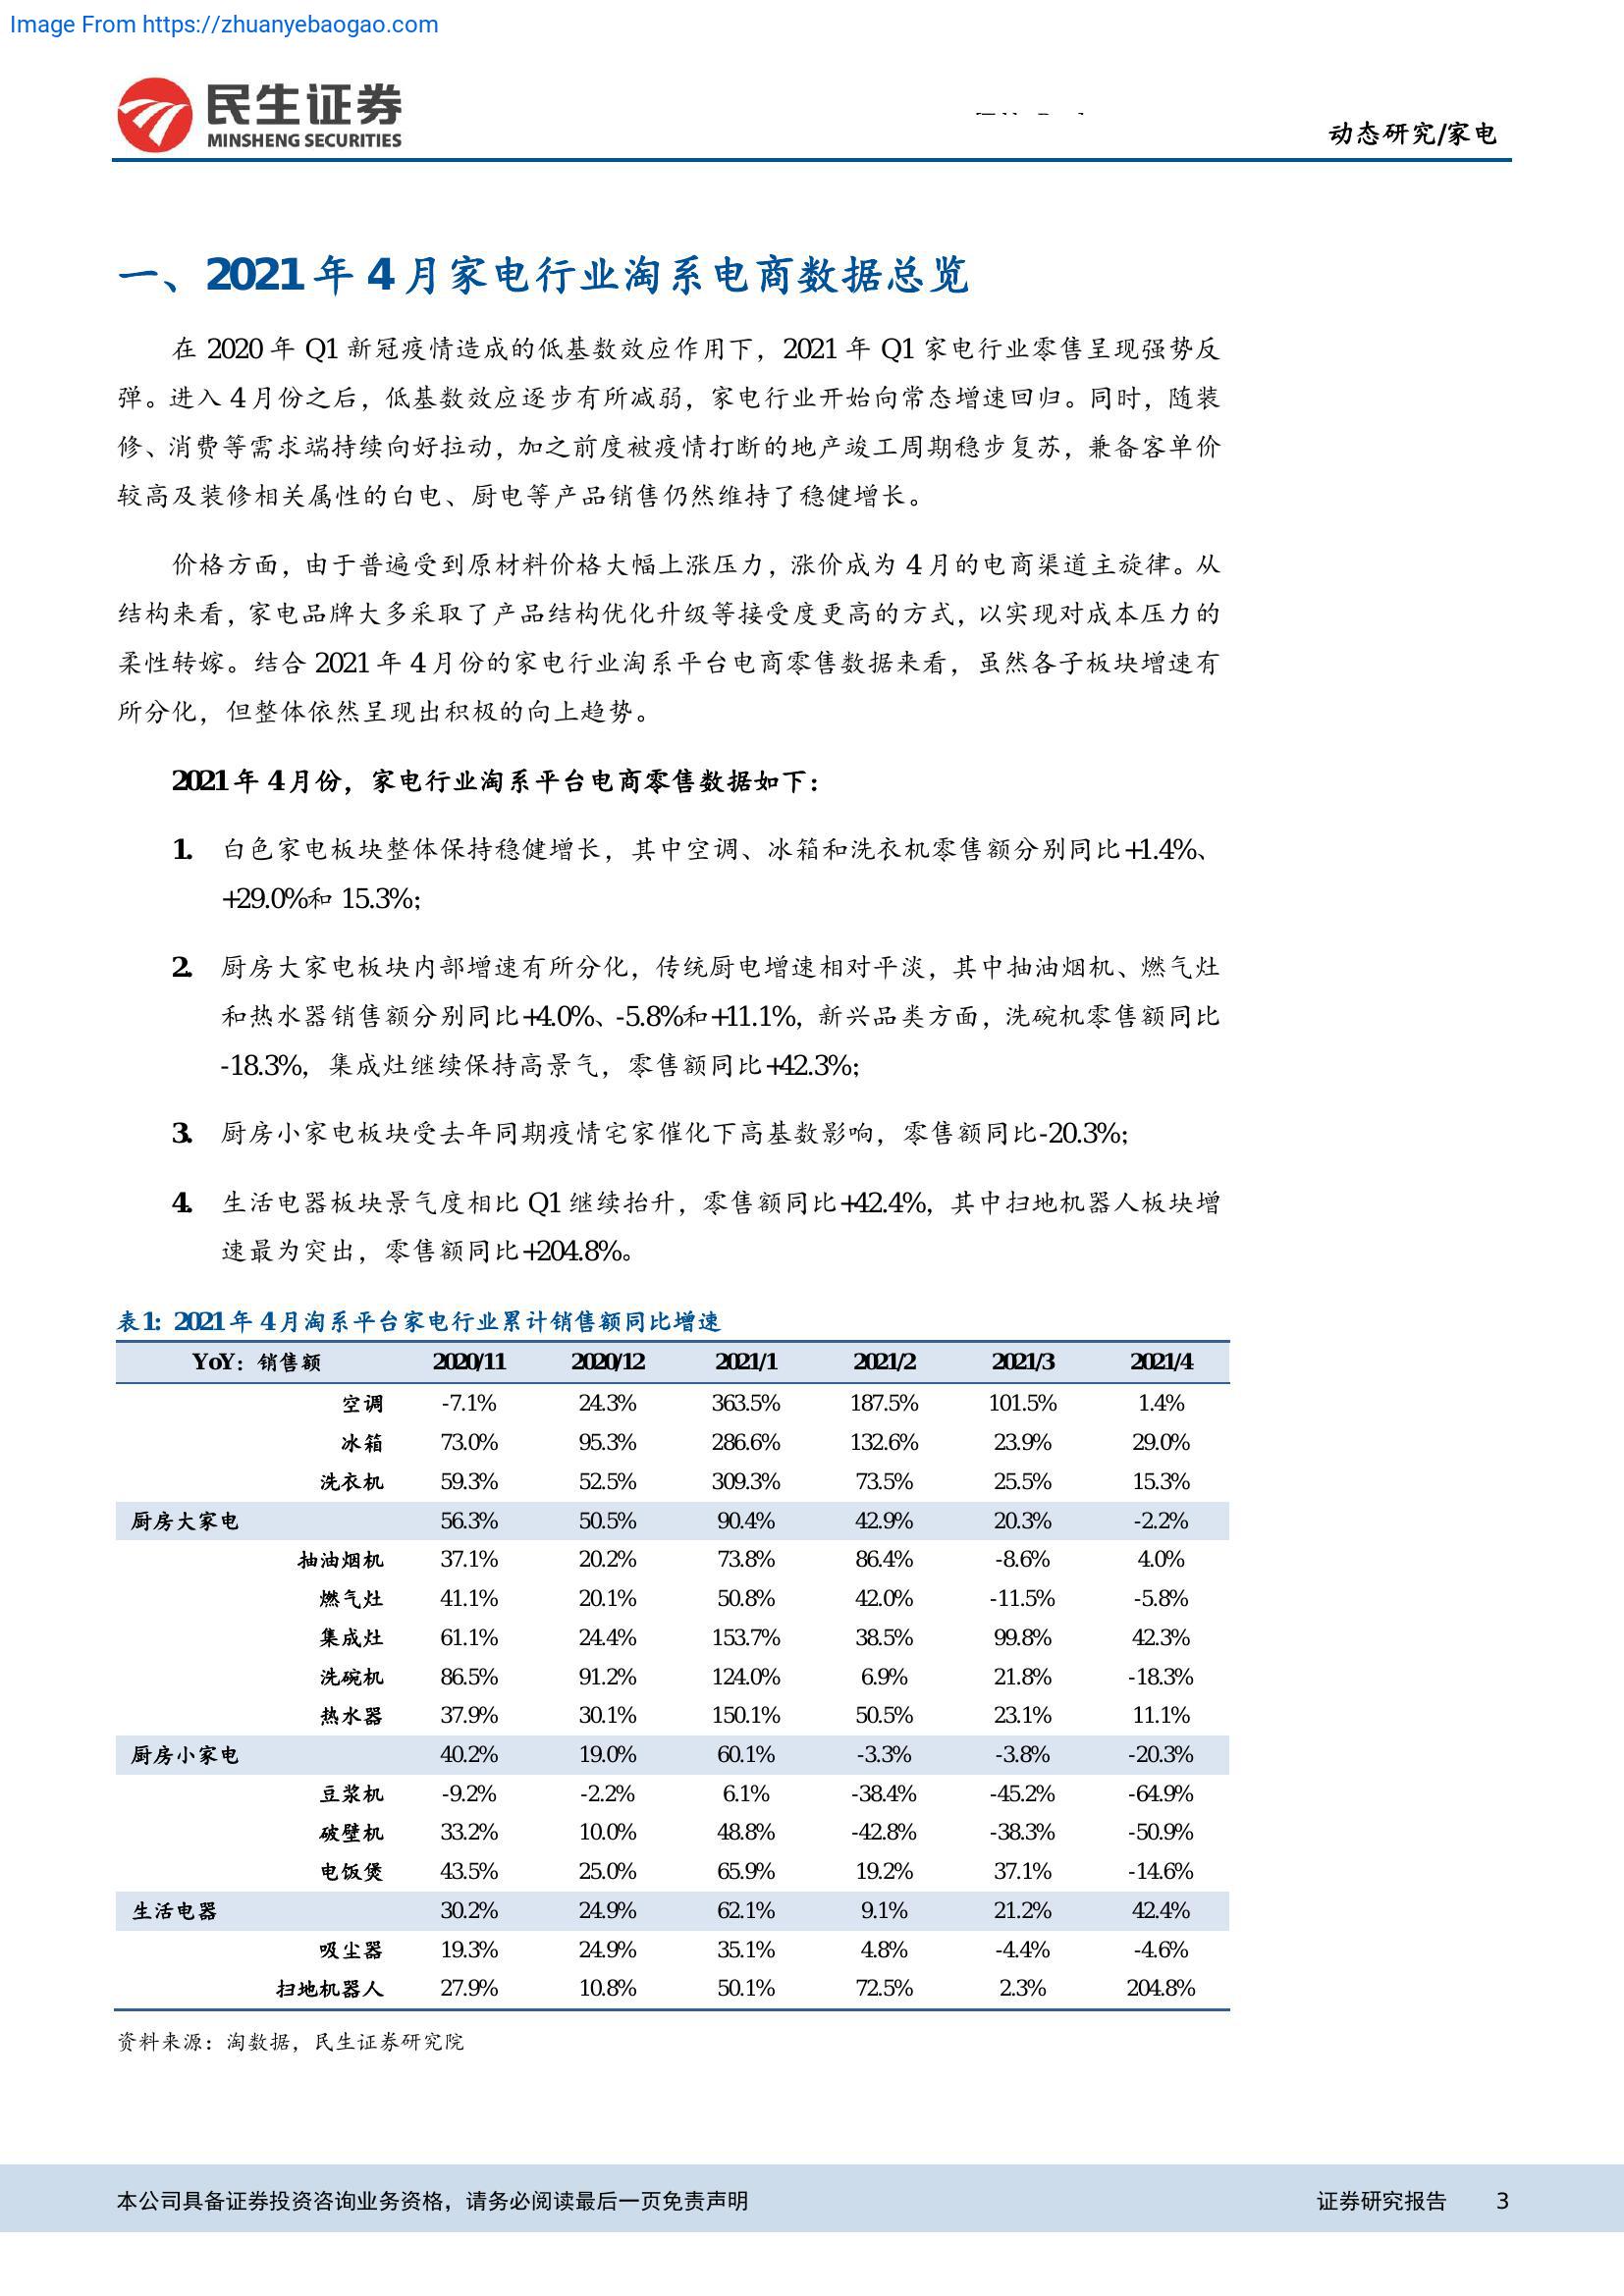 Image From https://zhuanyebaogao.com
民生证券
MINSHENG SECURITIES
动态研究/家电
一、2021 年 4 月家电行业淘系电商数据总览
在 2020 年 Q1 新冠疫情造成的低基数效应作用下，2021 年 Q1 家电行业零售呈现强势反
弹。进入 4 月份之后，低基数效应逐步有所减弱，家电行业开始向常态增速回归。同时，随装
修、消费等需求端持续向好拉动，加之前度被疫情打断的地产竣工周期稳步复苏，兼备客单价
较高及装修相关属性的白电、厨电等产品销售仍然维持了稳健增长。
价格方面，由于普遍受到原材料价格大幅上涨压力，涨价成为 4 月的电商渠道主旋律。从
结构来看，家电品牌大多采取了产品结构优化升级等接受度更高的方式，以实现对成本压力的
柔性转嫁。结合 2021 年 4 月份的家电行业淘系平台电商零售数据来看，虽然各子板块增速有
所分化，但整体依然呈现出积极的向上趋势。
2021 年 4 月份，家电行业淘系平台电商零售数据如下：
1. 白色家电板块整体保持稳健增长，其中空调、冰箱和洗衣机零售额分别同比+1.4%、
+29.0%和 15.3%；
2. 厨房大家电板块内部增速有所分化，传统厨电增速相对平淡，其中抽油烟机、燃气灶
和热水器销售额分别同比+4.0%、-5.8%和+11.1%，新兴品类方面，洗碗机零售额同比
-18.3%，集成灶继续保持高景气，零售额同比+42.3%；
3. 厨房小家电板块受去年同期疫情宅家催化下高基数影响，零售额同比-20.3%；
4. 生活电器板块景气度相比 Q1 继续抬升，零售额同比+42.4%，其中扫地机器人板块增
速最为突出，零售额同比+204.8%。
表 1：2021 年 4 月淘系平台家电行业累计销售额同比增速
YoY：销售额 2020/11 2020/12 2021/1 2021/2 2021/3 2021/4
空调 -7.1% 24.3% 363.5% 187.5% 101.5% 1.4%
冰箱 73.0% 95.3% 286.6% 132.6% 23.9% 29.0%
洗衣机 59.3% 52.5% 309.3% 73.5% 25.5% 15.3%
厨房大家电 56.3% 50.5% 90.4% 42.9% 20.3% -2.2%
抽油烟机 37.1% 20.2% 73.8% 86.4% -8.6% 4.0%
燃气灶 41.1% 20.1% 50.8% 42.0% -11.5% -5.8%
集成灶 61.1% 24.4% 153.7% 38.5% 99.8% 42.3%
洗碗机 86.5% 91.2% 124.0% 6.9% 21.8% -18.3%
热水器 37.9% 30.1% 150.1% 50.5% 23.1% 11.1%
厨房小家电 40.2% 19.0% 60.1% -3.3% -3.8% -20.3%
豆浆机 -9.2% -2.2% 6.1% -38.4% -45.2% -64.9%
破壁机 33.2% 10.0% 48.8% -42.8% -38.3% -50.9%
电饭煲 43.5% 25.0% 65.9% 19.2% 37.1% -14.6%
生活电器 30.2% 24.9% 62.1% 9.1% 21.2% 42.4%
吸尘器 19.3% 24.9% 35.1% 4.8% -4.4% -4.6%
扫地机器人 27.9% 10.8% 50.1% 72.5% 2.3% 204.8%
资料来源：淘数据，民生证券研究院
本公司具备证券投资咨询业务资格，请务必阅读最后一页免责声明 证券研究报告 3